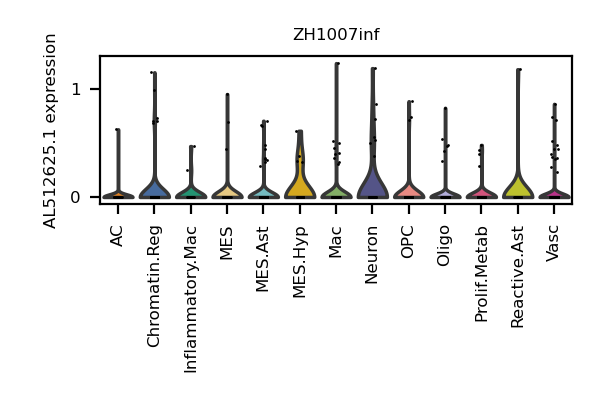 ZH1007inf
AL512625.1 expression
1
0
AC
Chromatin.Reg
Inflammatory.Mac
MES
MES.Ast
MES.Hyp
Mac
Neuron
OPC
Oligo
Prolif.Metab
Reactive.Ast
Vasc